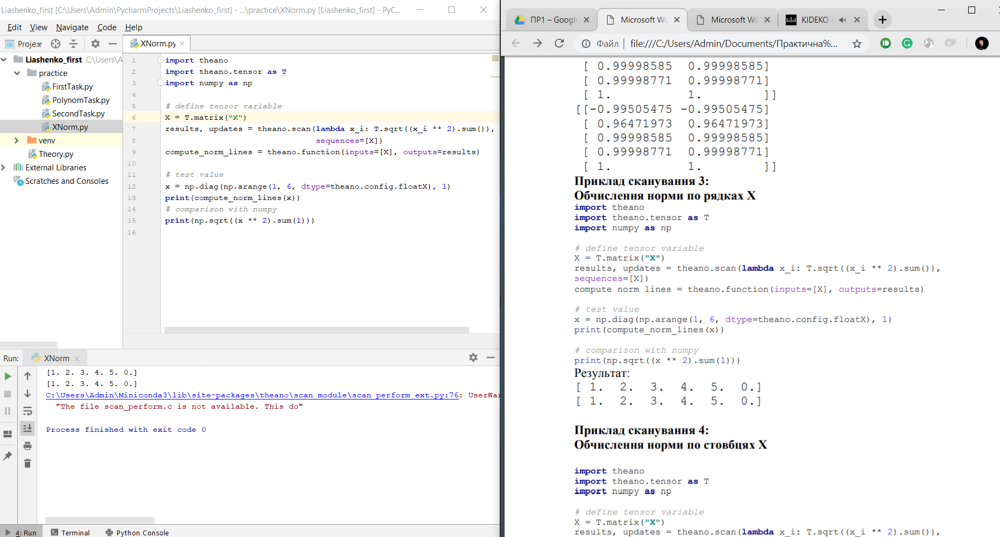 Liashenko_first [C:\Users\Admin\PycharmProjects\Liashenko_first] - ...\practice\XNorm.py [Liashenko_first] - PyC...
Edit View Navigate Code Help
Proje
XNorm.py
Liashenko_first C:\Users\A
practice
FirstTask.py
PolynomTask.py
SecondTask.py
XNorm.py
venv
Theory.py
External Libraries
Scratches and Consoles
1 import theano
2 import theano.tensor as T
3 import numpy as np
4
5 # define tensor variable
6 X = T.matrix("X")
7 results, updates = theano.scan(lambda x_i: T.sqrt((x_i ** 2).sum()),
8 sequences=[X])
9 compute_norm_lines = theano.function(inputs=[X], outputs=results)
10
11 # test value
12 x = np.diag(np.arange(1, 6, dtype=theano.config.floatX), 1)
13 print(compute_norm_lines(x))
14 # comparison with numpy
15 print(np.sqrt((x ** 2).sum(1)))
16
Run: XNorm
[1. 2. 3. 4. 5. 0.]
[1. 2. 3. 4. 5. 0.]
C:\Users\Admin\Miniconda3\lib\site-packages\theano\scan_module\scan_perform_ext.py:76: UserWar
"The file scan_perform.c is not available. This do"
Process finished with exit code 0
4: Run Terminal Python Console
ПР1 – Google
Microsoft Wo
Microsoft Wo
KIDEKO
Файл | file:///C:/Users/Admin/Documents/Практична%...
[ 0.99998585 0.99998585]
[ 0.99998771 0.99998771]
[ 1. 1. ]]
[[-0.99505475 -0.99505475]
[ 0.96471973 0.96471973]
[ 0.99998585 0.99998585]
[ 0.99998771 0.99998771]
[ 1. 1. ]]
Приклад сканування 3:
Обчислення норми по рядках X
import theano
import theano.tensor as T
import numpy as np
# define tensor variable
X = T.matrix("X")
results, updates = theano.scan(lambda x_i: T.sqrt((x_i ** 2).sum()),
sequences=[X])
compute_norm_lines = theano.function(inputs=[X], outputs=results)
# test value
x = np.diag(np.arange(1, 6, dtype=theano.config.floatX), 1)
print(compute_norm_lines(x))
# comparison with numpy
print(np.sqrt((x ** 2).sum(1)))
Результат:
[ 1. 2. 3. 4. 5. 0.]
[ 1. 2. 3. 4. 5. 0.]
Приклад сканування 4:
Обчислення норми по стовбцях X
import theano
import theano.tensor as T
import numpy as np
# define tensor variable
X = T.matrix("X")
results, updates = theano.scan(lambda x_i: T.sqrt((x_i ** 2).sum()),